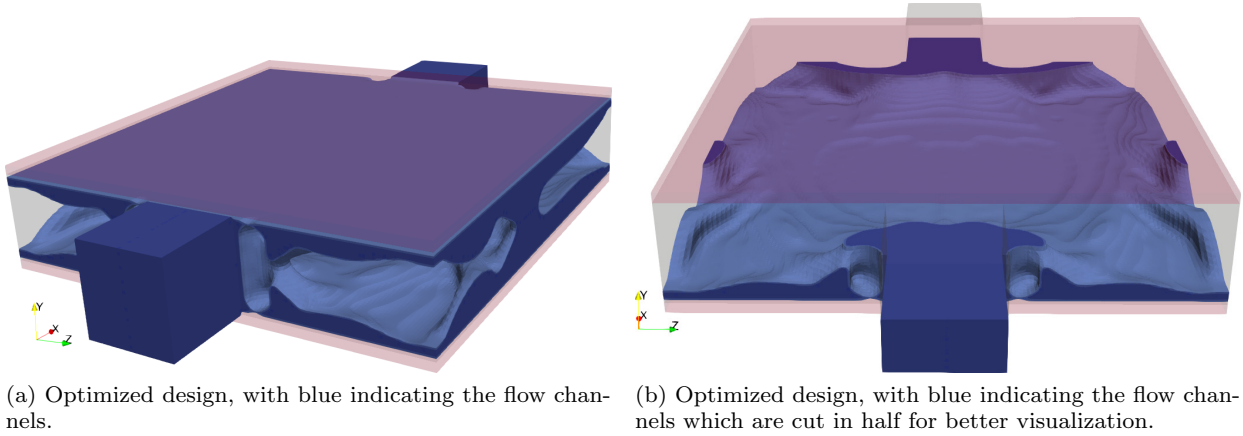 Y
X
Z
Y
X
Z
(a) Optimized design, with blue indicating the flow chan-
nels.
(b) Optimized design, with blue indicating the flow chan-
nels which are cut in half for better visualization.